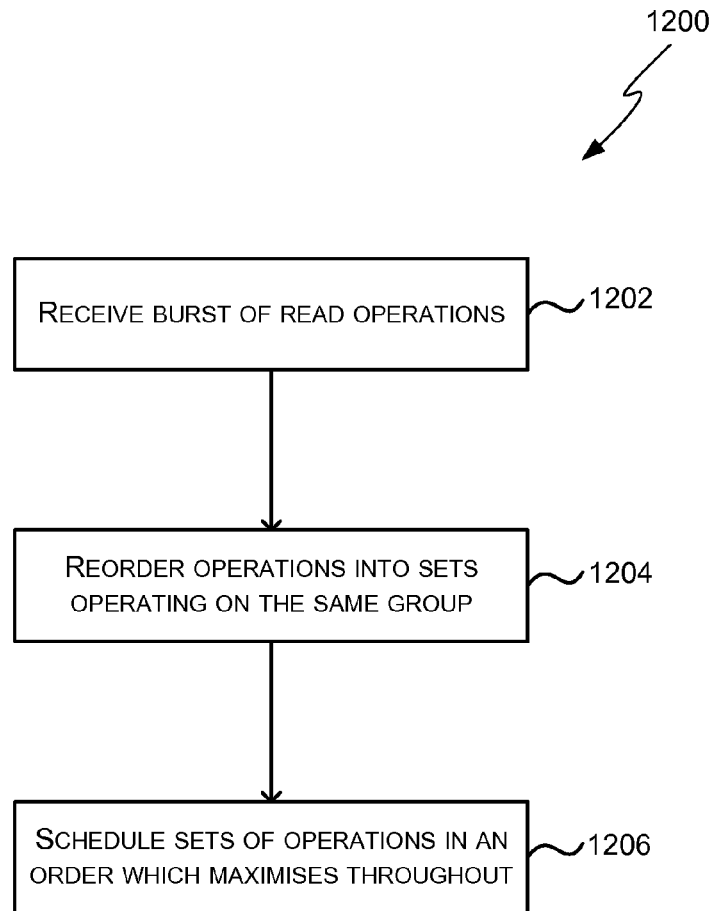 1200
RECEIVE BURST OF READ OPERATIONS
1202
REORDER OPERATIONS INTO SETS
OPERATING ON THE SAME GROUP
1204
SCHEDULE SETS OF OPERATIONS IN AN
ORDER WHICH MAXIMISES THROUGHOUT
1206